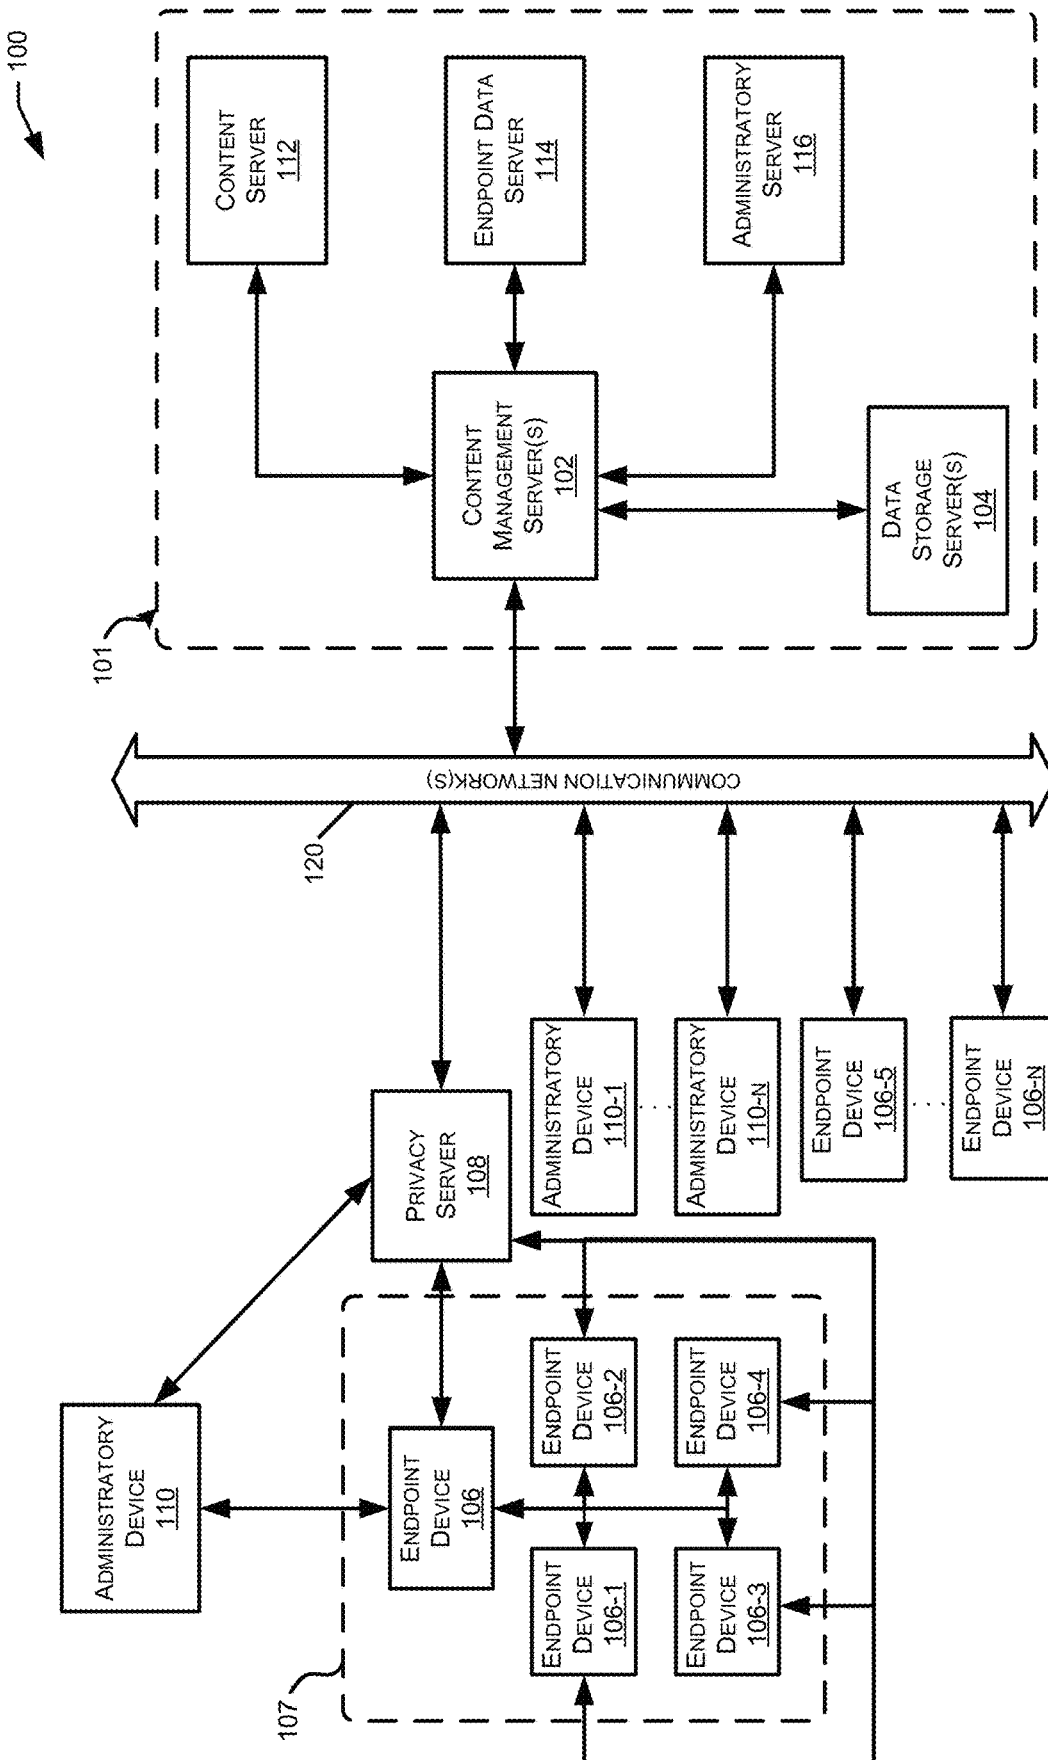 100
101
CONTENT
SERVER
112
ENDPOINT DATA
SERVER
114
ADMINISTRATORY
SERVER
116
CONTENT
MANAGEMENT
SERVER(S)
102
DATA
STORAGE
SERVER(S)
104
COMMUNICATION NETWORK(S)
120
PRIVACY
SERVER
108
ADMINISTRATORY
DEVICE
110-1
ADMINISTRATORY
DEVICE
110-N
ENDPOINT
DEVICE
106-5
ENDPOINT
DEVICE
106-N
ADMINISTRATORY
DEVICE
110
107
ENDPOINT
DEVICE
106
ENDPOINT
DEVICE
106-1
ENDPOINT
DEVICE
106-2
ENDPOINT
DEVICE
106-3
ENDPOINT
DEVICE
106-4